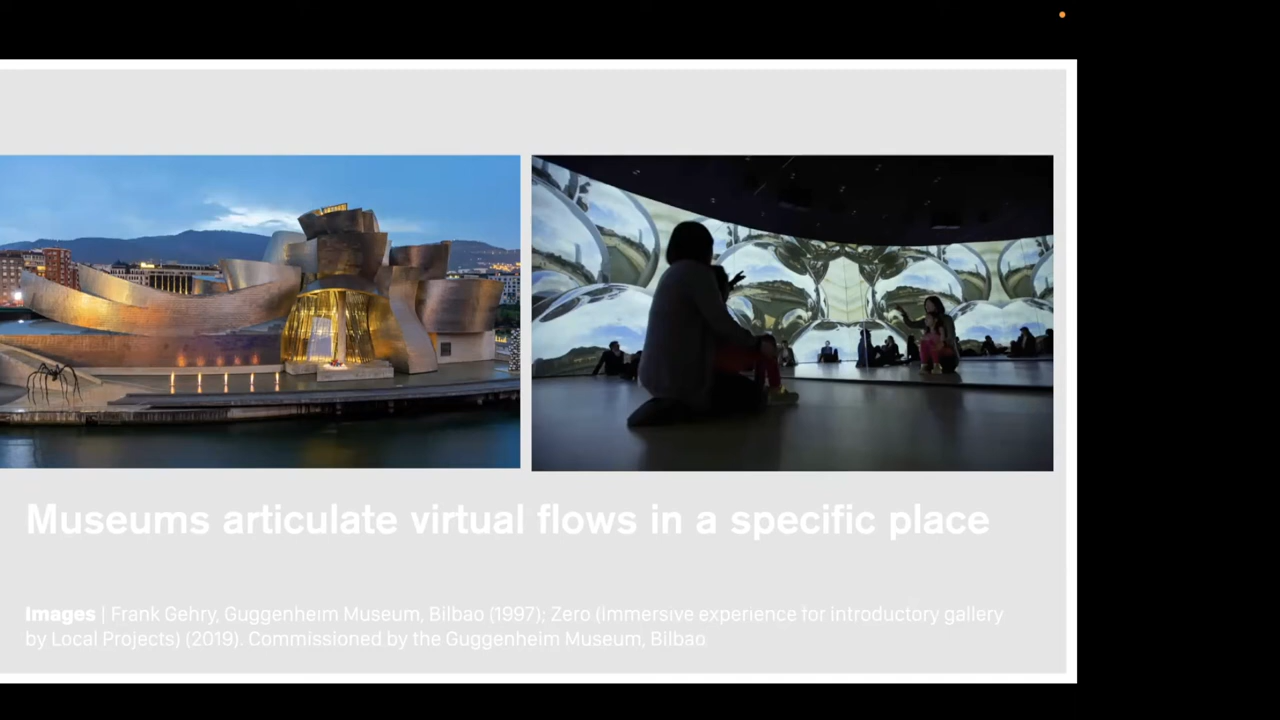 Museums articulate virtual flows in a specific place
Images | Frank Gehry, Guggenheim Museum, Bilbao (1997); Zero (Immersive experience for introductory gallery
by Local Projects) (2019). Commissioned by the Guggenheim Museum, Bilbao